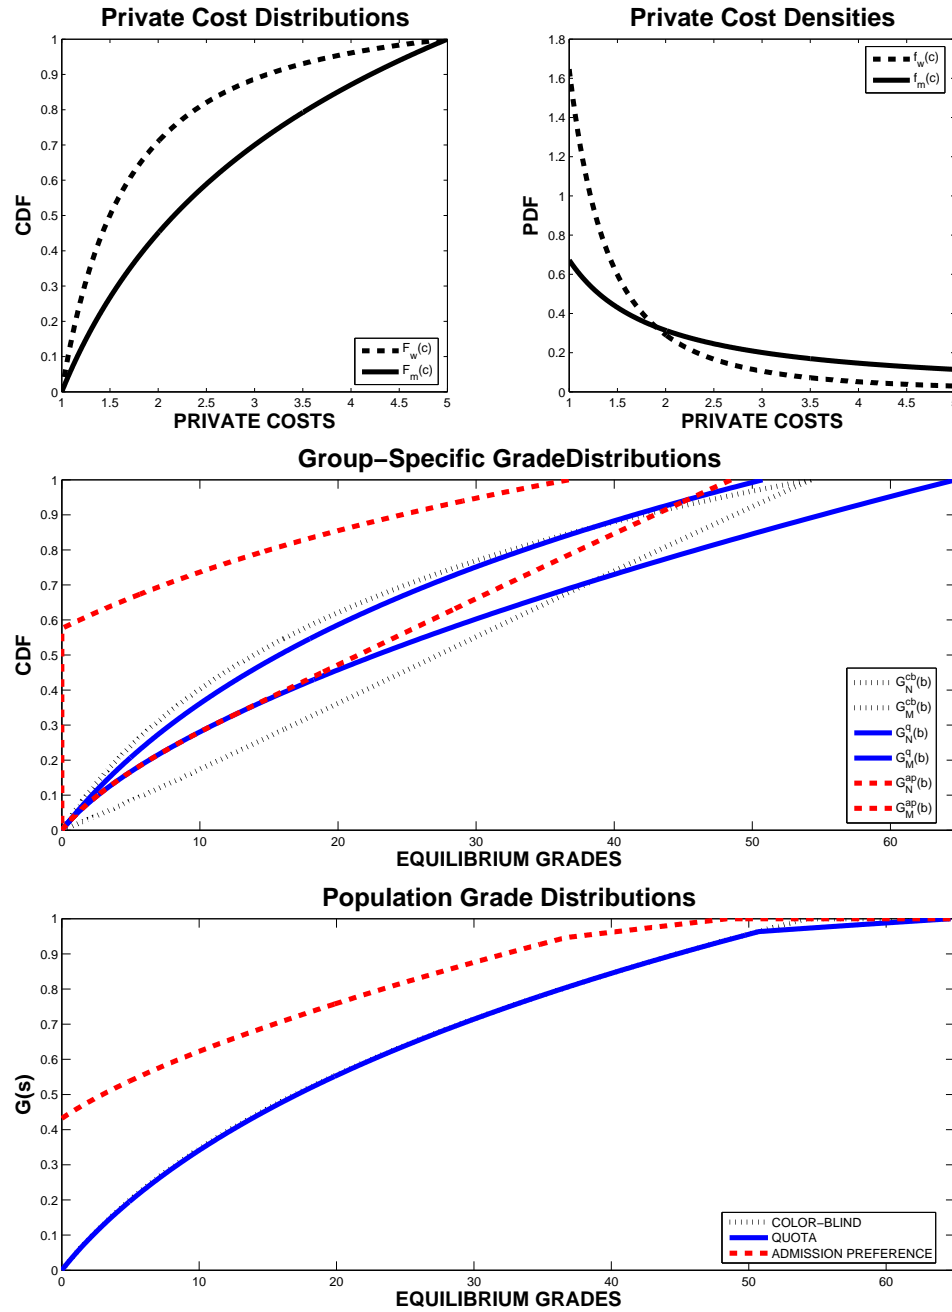 Private Cost Distributions
Private Cost Densities
1
0.9
0.8
0.7
0.6
0.5
0.4
0.3
0.2
0.1
0
CDF
1 1.5 2 2.5 3 3.5 4 4.5 5
PRIVATE COSTS
F_w(c)
F_m(c)
1.8
1.6
1.4
1.2
1
0.8
0.6
0.4
0.2
0
PDF
1 1.5 2 2.5 3 3.5 4 4.5 5
PRIVATE COSTS
f_w(c)
f_m(c)
Group−Specific GradeDistributions
1
0.9
0.8
0.7
0.6
0.5
0.4
0.3
0.2
0.1
0
CDF
0 10 20 30 40 50 60
EQUILIBRIUM GRADES
G_N^cb(b)
G_M^cb(b)
G_N^q(b)
G_M^q(b)
G_N^ap(b)
G_M^ap(b)
Population Grade Distributions
1
0.9
0.8
0.7
0.6
0.5
0.4
0.3
0.2
0.1
0
G(s)
0 10 20 30 40 50 60
EQUILIBRIUM GRADES
COLOR−BLIND
QUOTA
ADMISSION PREFERENCE